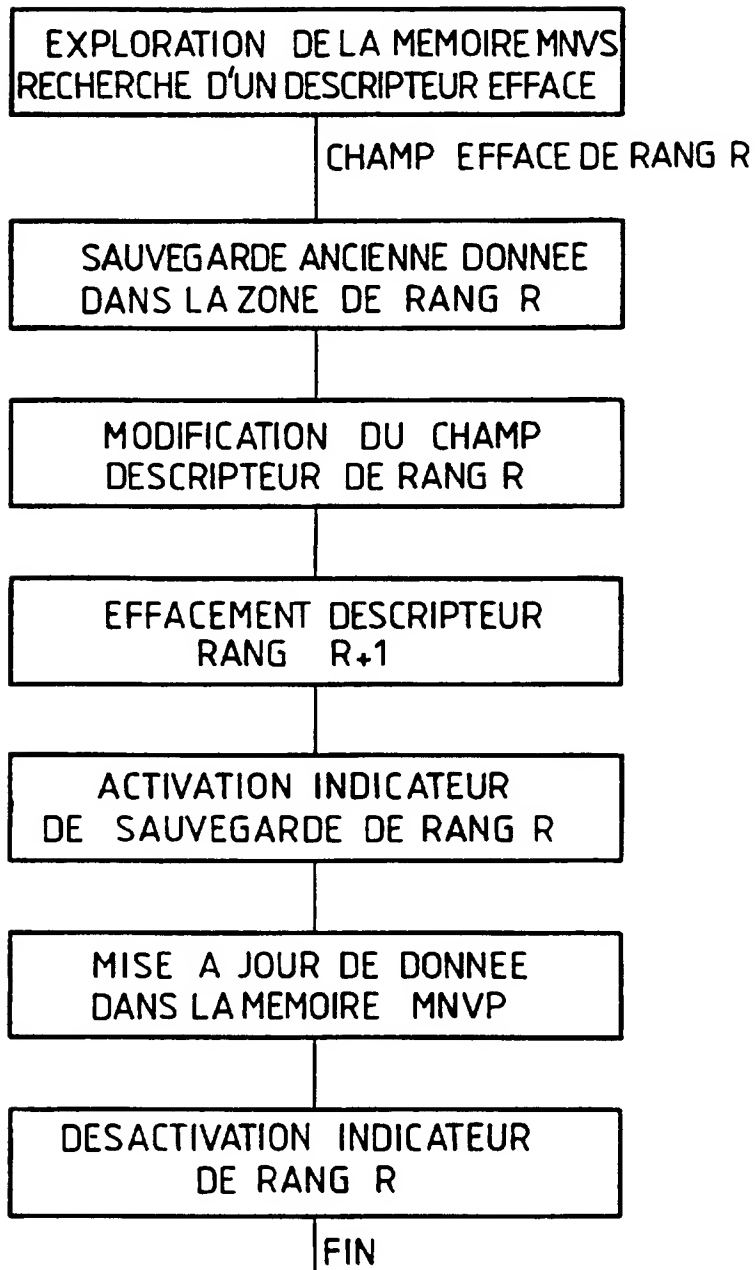 EXPLORATION DE LA MEMOIRE MNVS
RECHERCHE D'UN DESCRIPTEUR EFFACE
CHAMP EFFACE DE RANG R
SAUVEGARDE ANCIENNE DONNEE
DANS LA ZONE DE RANG R
MODIFICATION DU CHAMP
DESCRIPTEUR DE RANG R
EFFACEMENT DESCRIPTEUR
RANG R+1
ACTIVATION INDICATEUR
DE SAUVEGARDE DE RANG R
MISE A JOUR DE DONNEE
DANS LA MEMOIRE MNVP
DESACTIVATION INDICATEUR
DE RANG R
FIN